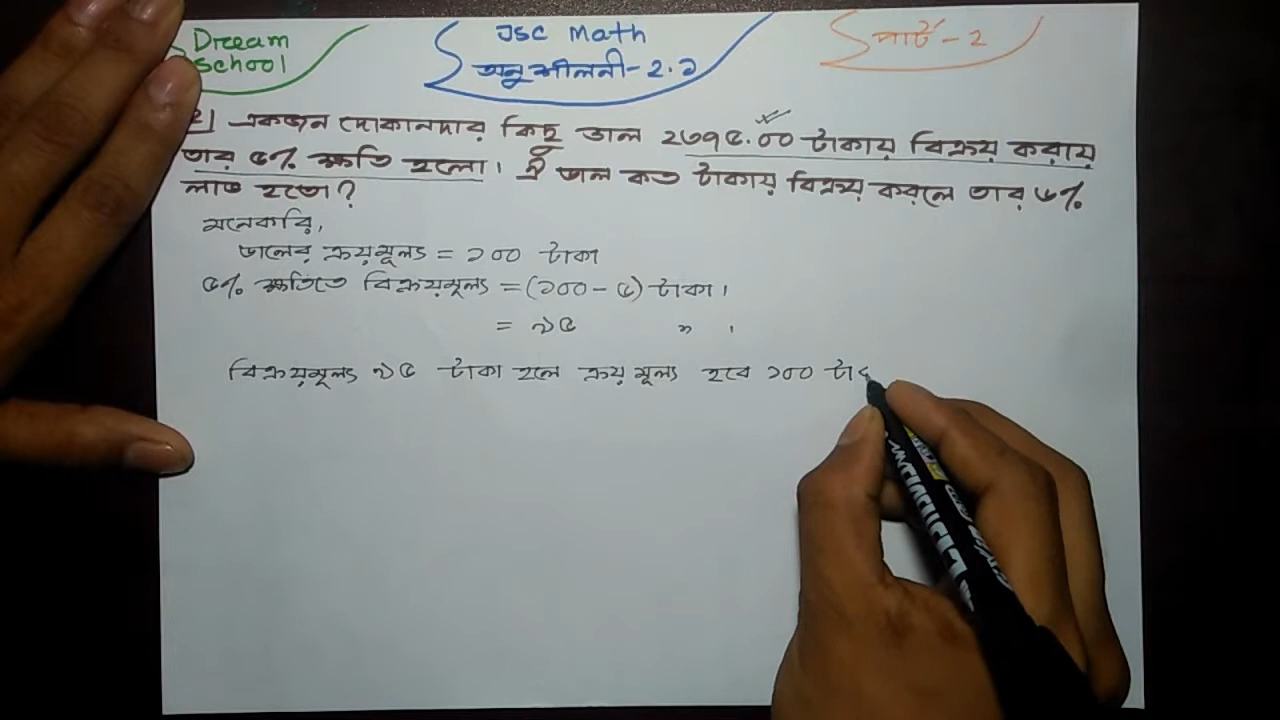 Dream School
JSC Math
অনুশীলনী-২.১
পার্ট-২
২| একজন দোকানদার কিছু ডাল ২৩৭৫.০০ টাকায় বিক্রয় করায়
তার ৫% ক্ষতি হলো। ঐ ডাল কত টাকায় বিক্রয় করলে তার ৬%
লাভ হতো?
মনেকরি,
ডালের ক্রয়মূল্য = ১০০ টাকা
৫% ক্ষতিতে বিক্রয়মূল্য = (১০০ - ৫) টাকা।
= ৯৫ " ।
বিক্রয়মূল্য ৯৫ টাকা হলে ক্রয়মূল্য হবে ১০০